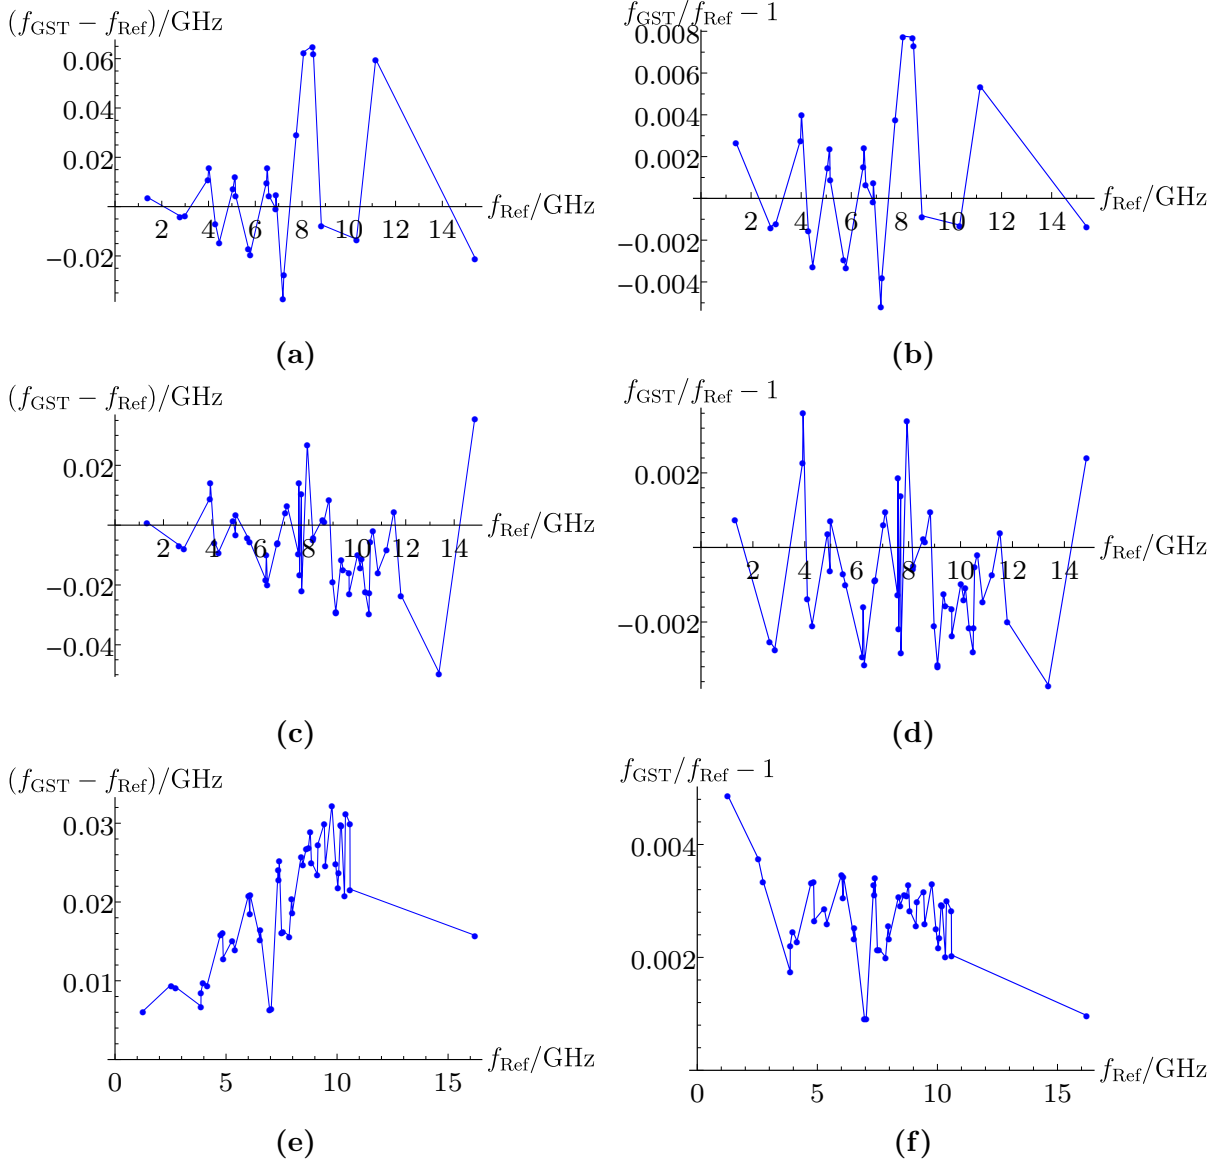 (f_GST − f_Ref)/GHz
0.06
0.04
0.02
−0.02
2 4 6 8 10 12 14
f_Ref/GHz
(a)
f_GST/f_Ref − 1
0.008
0.006
0.004
0.002
−0.002
−0.004
2 4 6 8 10 12 14
f_Ref/GHz
(b)
(f_GST − f_Ref)/GHz
0.02
−0.02
−0.04
2 4 6 8 10 12 14
f_Ref/GHz
(c)
f_GST/f_Ref − 1
0.002
−0.002
2 4 6 8 10 12 14
f_Ref/GHz
(d)
(f_GST − f_Ref)/GHz
0.03
0.02
0.01
0 5 10 15
f_Ref/GHz
(e)
f_GST/f_Ref − 1
0.004
0.002
0 5 10 15
f_Ref/GHz
(f)